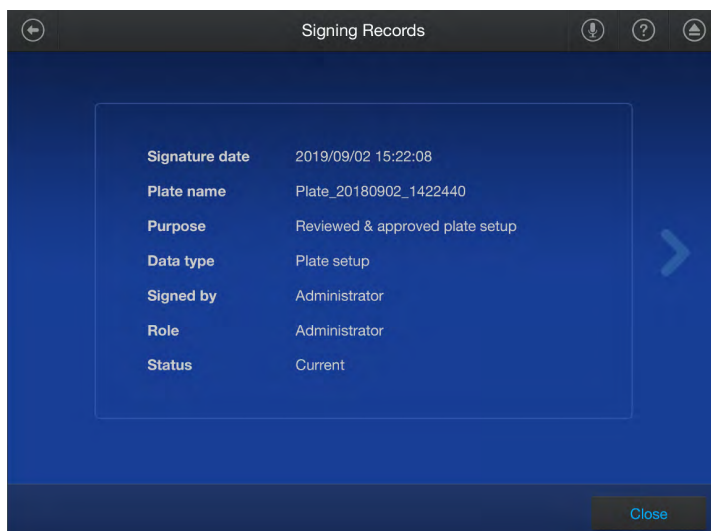 Signing Records
?
Signature date 2019/09/02 15:22:08
Plate name Plate_20180902_1422440
Purpose Reviewed & approved plate setup
Data type Plate setup
Signed by Administrator
Role Administrator
Status Current
Close